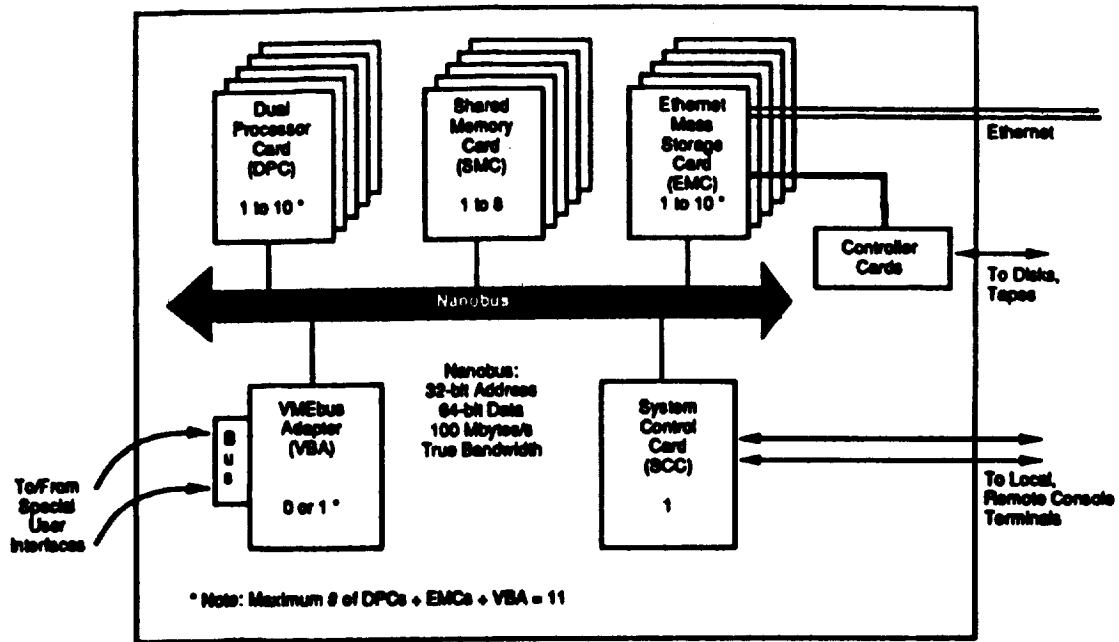 Dual
Processor
Card
(DPC)
1 to 10 *
Shared
Memory
Card
(SMC)
1 to 8
Ethernet
Mass
Storage
Card
(EMC)
1 to 10 *
Ethernet
Controller
Cards
To Disks,
Tapes
Nanobus
VMEbus
Adapter
(VBA)
0 or 1 *
Bus
To/From
Special
User
Interfaces
Nanobus:
32-bit Address
64-bit Data
100 Mbytes/s
True Bandwidth
System
Control
Card
(SCC)
1
To Local,
Remote Console
Terminals
* Note: Maximum # of DPCs + EMCs + VBA = 11